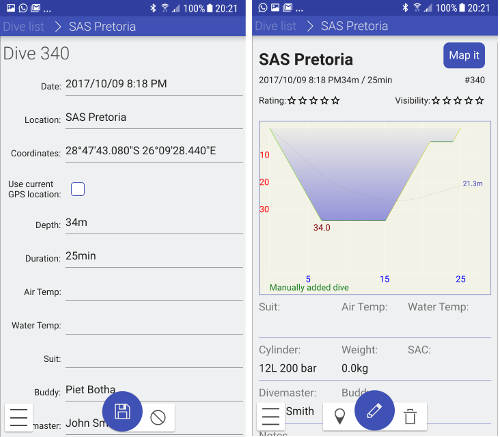 100% 20:21
Dive list > SAS Pretoria
Dive 340
Date: 2017/10/09 8:18 PM
Location: SAS Pretoria
Coordinates: 28°47'43.080"S 26°09'28.440"E
Use current
GPS location:
Depth: 34m
Duration: 25min
Air Temp:
Water Temp:
Suit:
Buddy: Piet Botha
master: John Sm
100% 20:21
Dive list > SAS Pretoria
SAS Pretoria
Map it
2017/10/09 8:18 PM34m / 25min #340
Rating: Visibility:
10
20
30
21.3m
34.0
5 15 25
Manually added dive
Suit: Air Temp: Water Temp:
Cylinder: Weight: SAC:
12L 200 bar 0.0kg
Divemaster: Budd
Smith
Notes